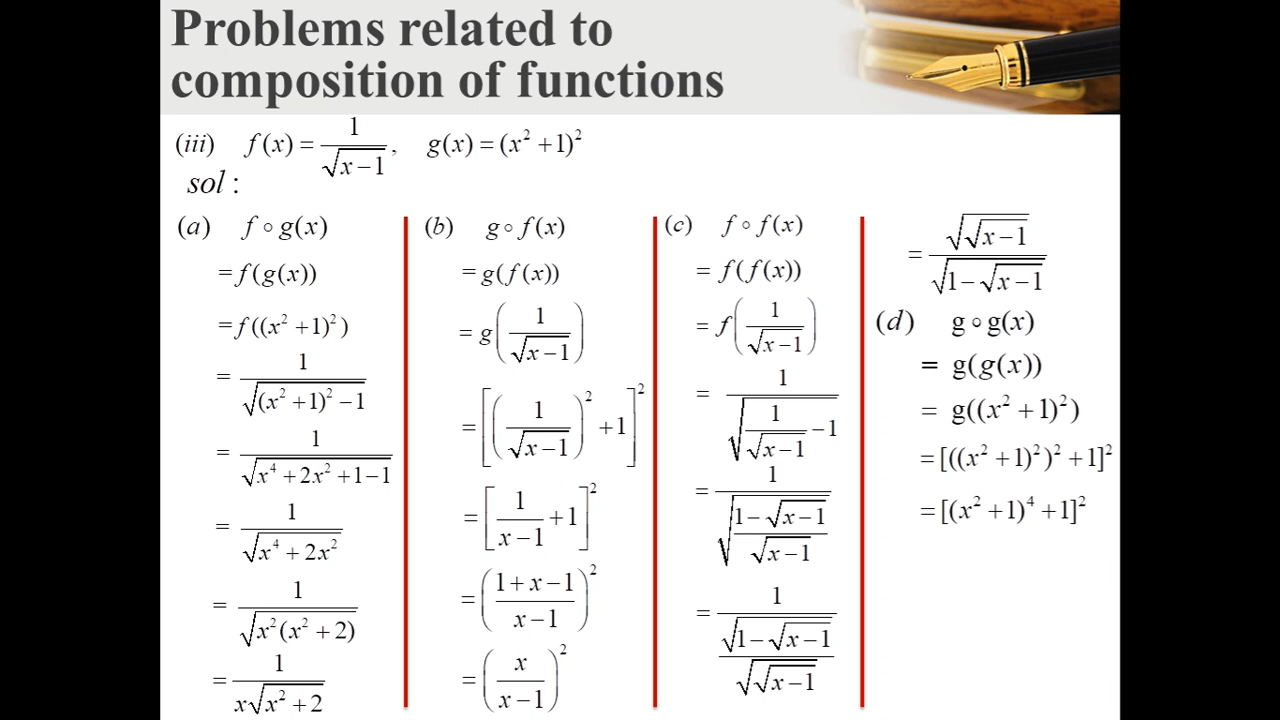 Problems related to
composition of functions
(iii) f(x) = 1/√(x−1), g(x) = (x² +1)²
sol :
(a) f ∘ g(x)
= f(g(x))
= f((x² +1)²)
= 1/√((x² +1)² −1)
= 1/√(x⁴ + 2x² +1−1)
= 1/√(x⁴ + 2x²)
= 1/√(x²(x² + 2))
= 1/(x√(x² + 2))
(b) g ∘ f(x)
= g(f(x))
= g(1/√(x−1))
= [(1/√(x−1))² +1]²
= [1/(x−1) +1]²
= ((1+ x −1)/(x −1))²
= (x/(x −1))²
(c) f ∘ f(x)
= f(f(x))
= f(1/√(x−1))
= 1/√(1/√(x−1) −1)
= 1/√((1−√(x−1))/√(x−1))
= 1/(√(1−√(x−1))/√(√(x−1)))
= √(√(x−1))/√(1−√(x−1))
(d) g ∘ g(x)
= g(g(x))
= g((x² +1)²)
= [((x² +1)²)² +1]²
= [(x² +1)⁴ +1]²